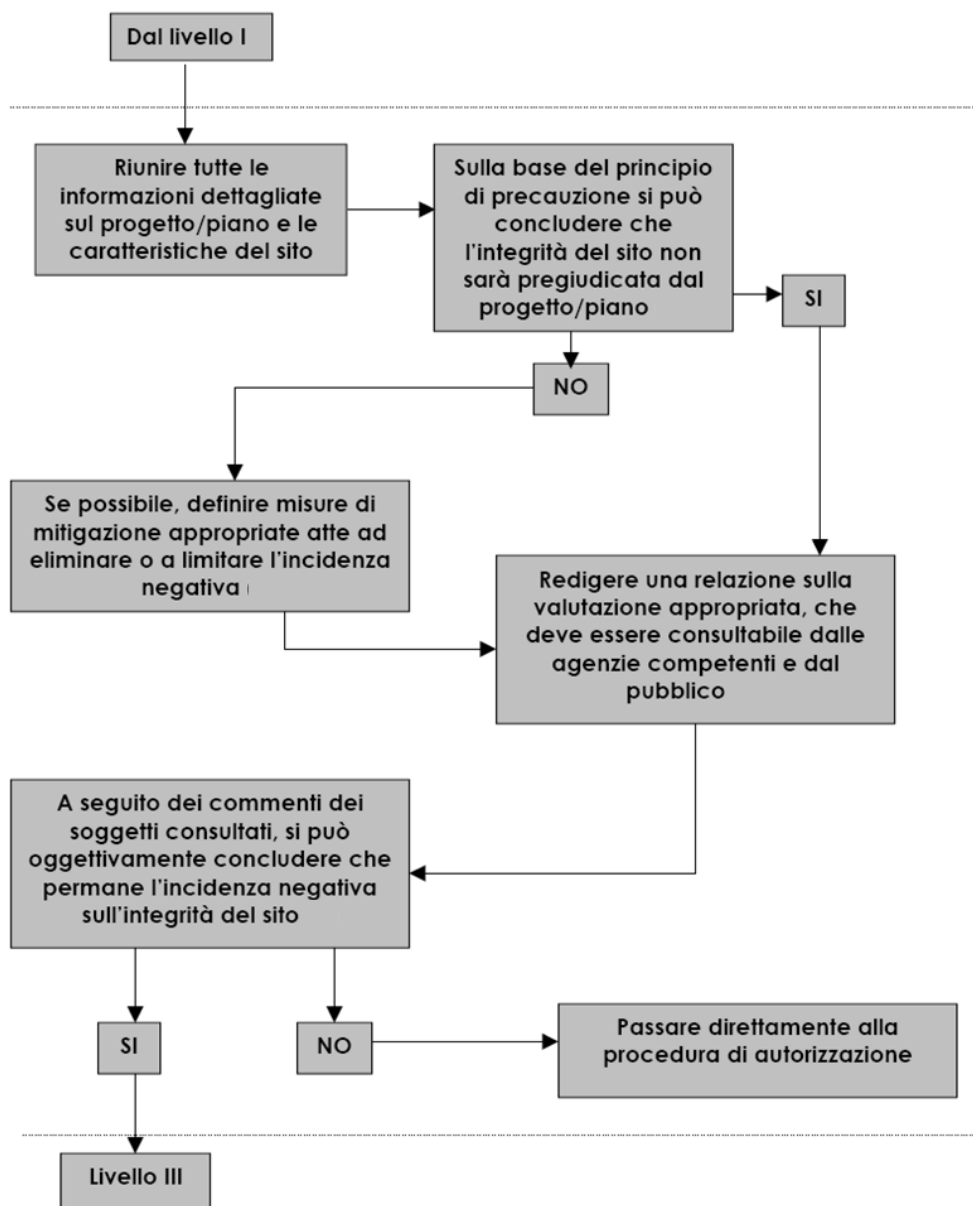 Dal livello I
Riunire tutte le
informazioni dettagliate
sul progetto/piano e le
caratteristiche del sito
Sulla base del principio
di precauzione si può
concludere che
l'integrità del sito non
sarà pregiudicata dal
progetto/piano
SI
NO
Se possibile, definire misure di
mitigazione appropriate atte ad
eliminare o a limitare l'incidenza
negativa
Redigere una relazione sulla
valutazione appropriata, che
deve essere consultabile dalle
agenzie competenti e dal
pubblico
A seguito dei commenti dei
soggetti consultati, si può
oggettivamente concludere che
permane l'incidenza negativa
sull'integrità del sito
SI
NO
Passare direttamente alla
procedura di autorizzazione
Livello III